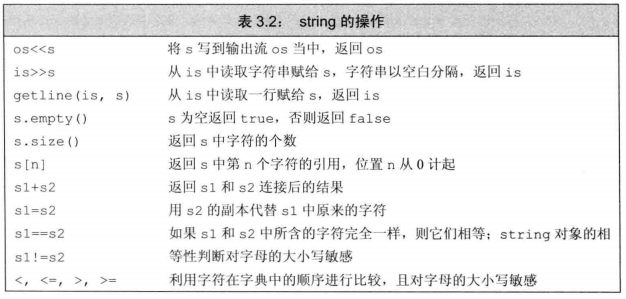 表 3.2： string 的操作
os<<s 将 s 写到输出流 os 当中，返回 os
is>>s 从 is 中读取字符串赋给 s，字符串以空白分隔，返回 is
getline(is, s) 从 is 中读取一行赋给 s，返回 is
s.empty() s 为空返回 true，否则返回 false
s.size() 返回 s 中字符的个数
s[n] 返回 s 中第 n 个字符的引用，位置 n 从 0 计起
s1+s2 返回 s1 和 s2 连接后的结果
s1=s2 用 s2 的副本代替 s1 中原来的字符
s1==s2 如果 s1 和 s2 中所含的字符完全一样，则它们相等；string 对象的相
s1!=s2 等性判断对字母的大小写敏感
<, <=, >, >= 利用字符在字典中的顺序进行比较，且对字母的大小写敏感